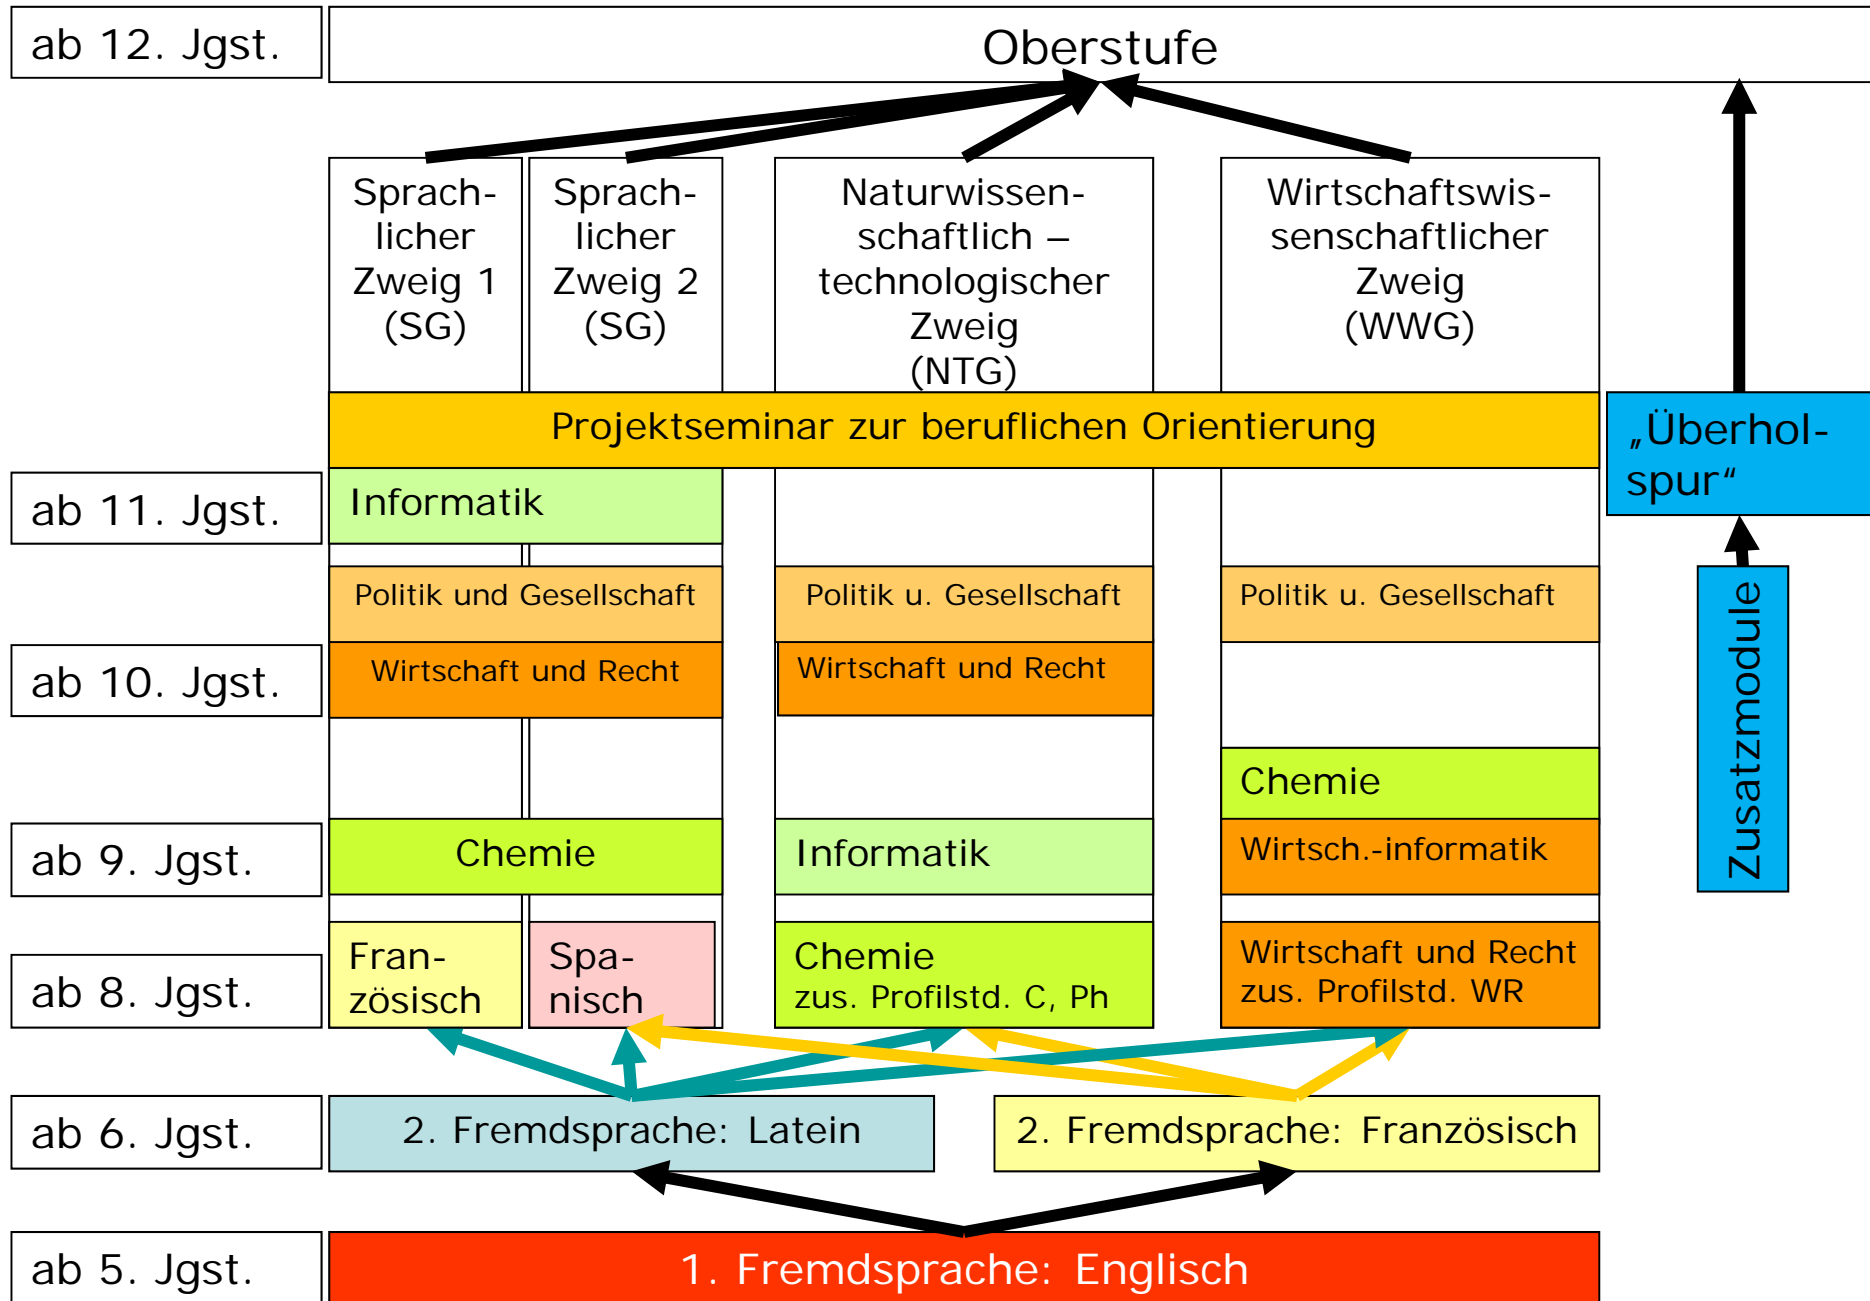 ab 12. Jgst.
Oberstufe
Sprach-
licher
Zweig 1
(SG)
Sprach-
licher
Zweig 2
(SG)
Naturwissen-
schaftlich –
technologischer
Zweig
(NTG)
Wirtschaftswis-
senschaftlicher
Zweig
(WWG)
Projektseminar zur beruflichen Orientierung
„Überhol-
spur“
ab 11. Jgst.
Informatik
Politik und Gesellschaft
Politik u. Gesellschaft
Politik u. Gesellschaft
Zusatzmodule
ab 10. Jgst.
Wirtschaft und Recht
Wirtschaft und Recht
Chemie
ab 9. Jgst.
Chemie
Informatik
Wirtsch.-informatik
ab 8. Jgst.
Fran-
zösisch
Spa-
nisch
Chemie
zus. Profilstd. C, Ph
Wirtschaft und Recht
zus. Profilstd. WR
ab 6. Jgst.
2. Fremdsprache: Latein
2. Fremdsprache: Französisch
ab 5. Jgst.
1. Fremdsprache: Englisch